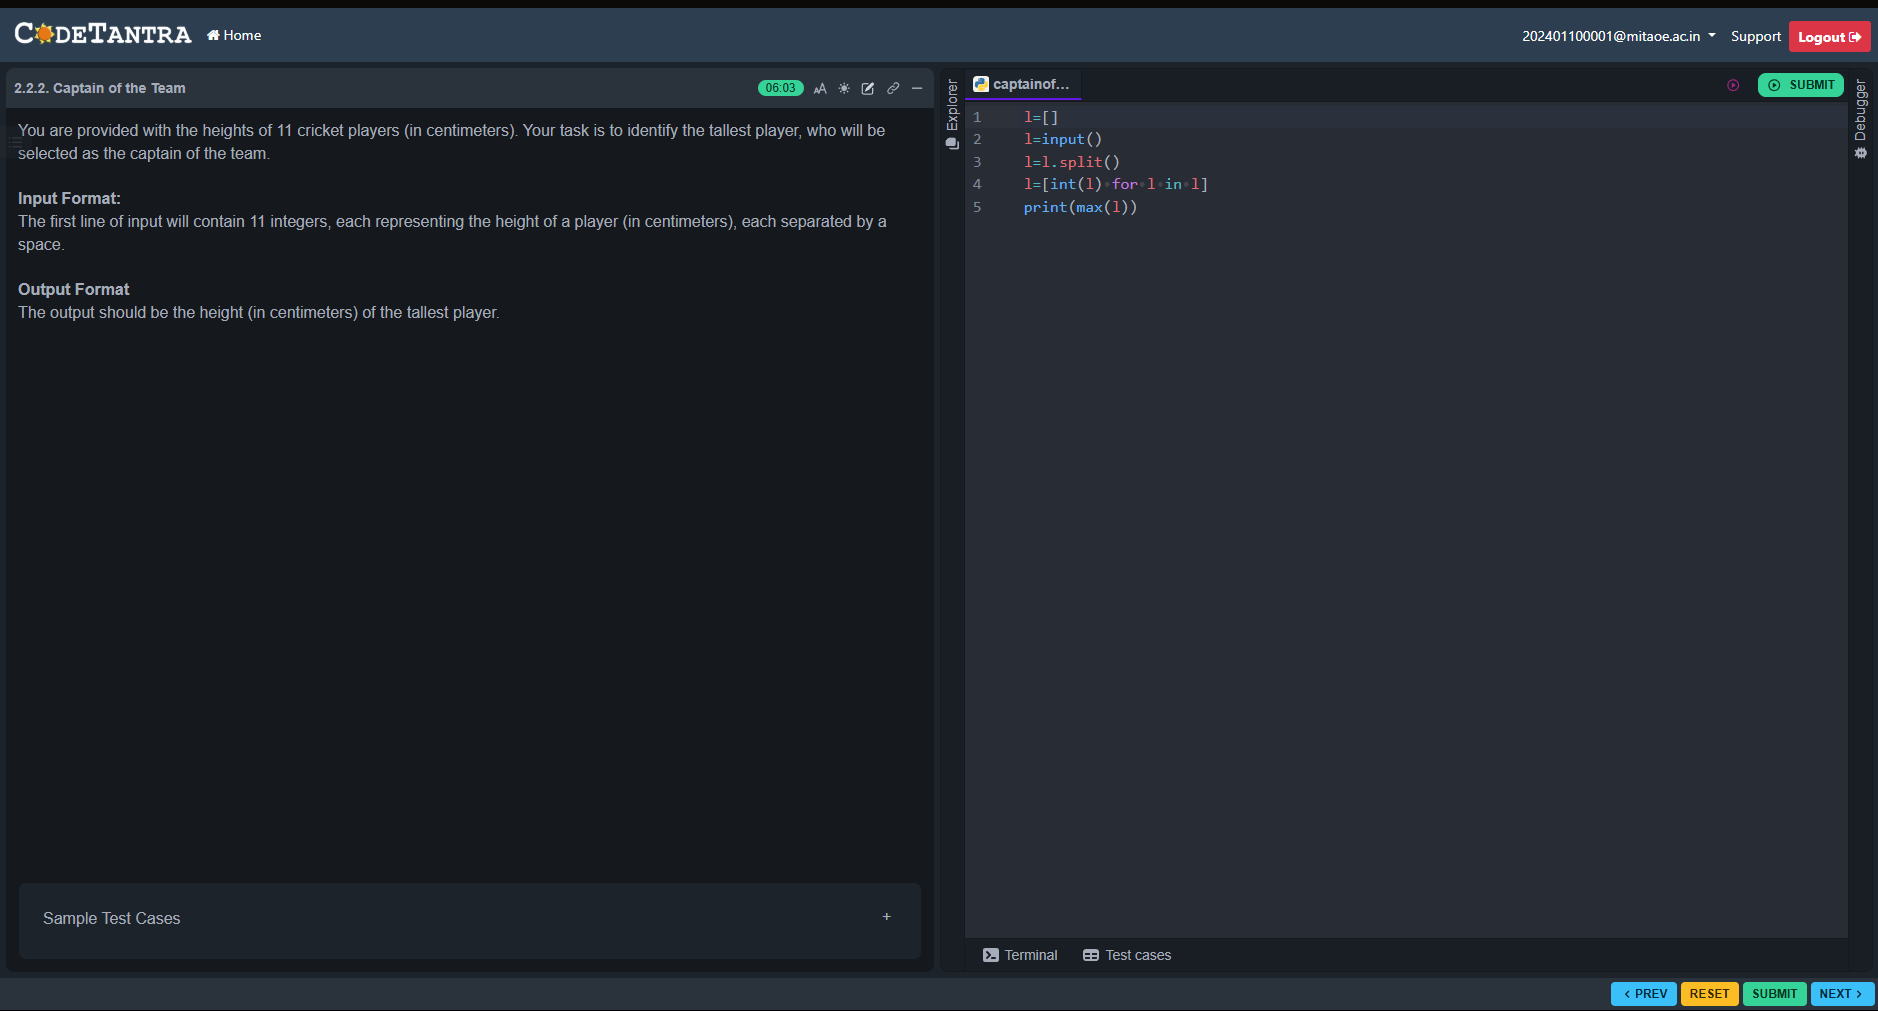 CODETANTRA Home 202401100001@mitaoe.ac.in Support Logout
2.2.2. Captain of the Team 06:03 AA
You are provided with the heights of 11 cricket players (in centimeters). Your task is to identify the tallest player, who will be
selected as the captain of the team.
Input Format:
The first line of input will contain 11 integers, each representing the height of a player (in centimeters), each separated by a
space.
Output Format
The output should be the height (in centimeters) of the tallest player.
Sample Test Cases +
Explorer
captainof... SUBMIT
1 l=[]
2 l=input()
3 l=l.split()
4 l=[int(l) for l in l]
5 print(max(l))
Debugger
Terminal Test cases
< PREV RESET SUBMIT NEXT >